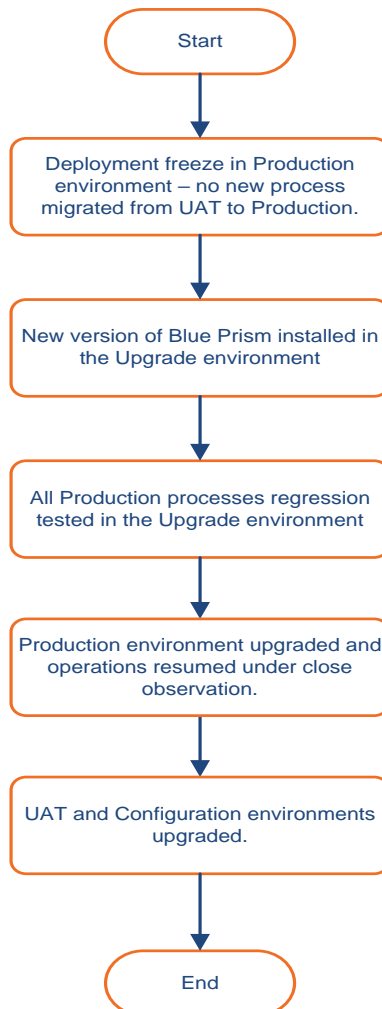 Start
Deployment freeze in Production
environment – no new process
migrated from UAT to Production.
New version of Blue Prism installed in
the Upgrade environment
All Production processes regression
tested in the Upgrade environment
Production environment upgraded and
operations resumed under close
observation.
UAT and Configuration environments
upgraded.
End